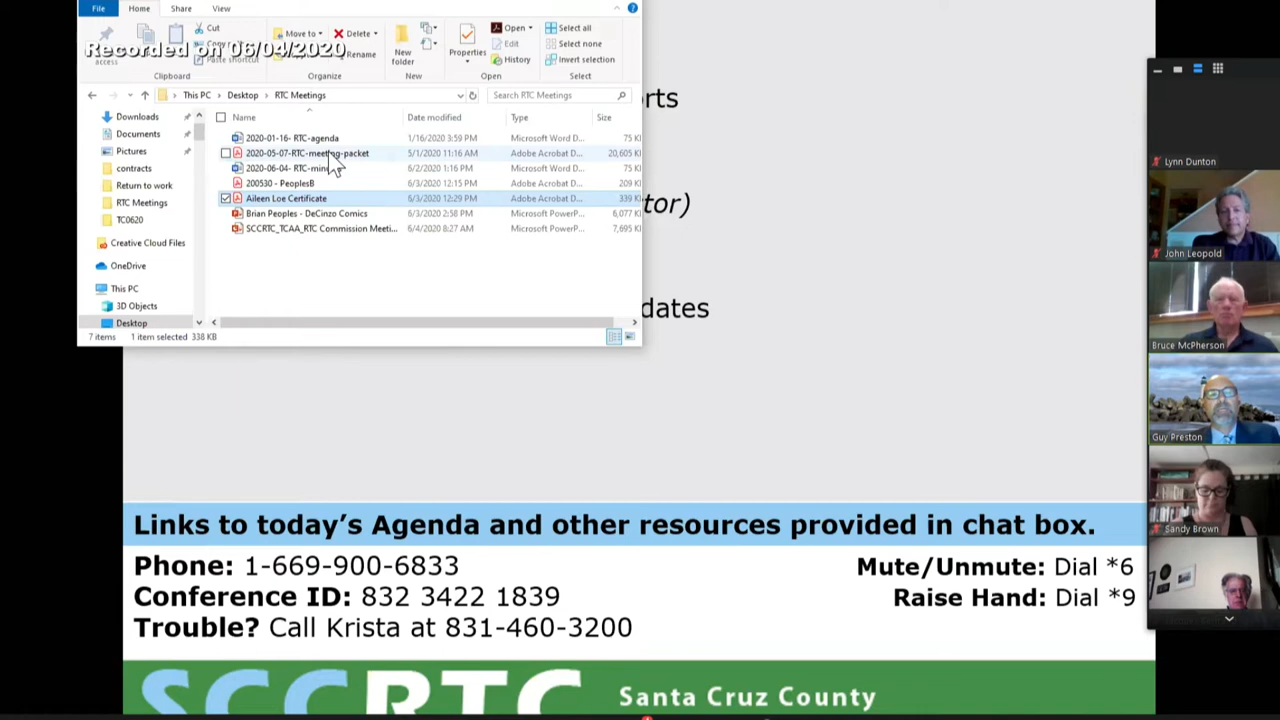 File Home Share View
Recorded on 06/04/2020
access
Cut
Paste shortcut
Clipboard
Move to
Delete
Rename
Organize
New folder
New
Properties
Open
Edit
History
Open
Select all
Select none
Insert selection
Select
This PC > Desktop > RTC Meetings
Search RTC Meetings
Name Date modified Type Size
2020-01-16- RTC-agenda 1/16/2020 3:59 PM Microsoft Word D... 75 K
2020-05-07-RTC-meeting-packet 5/1/2020 11:16 AM Adobe Acrobat D... 20,605 K
2020-06-04- RTC- 6/2/2020 1:16 PM Microsoft Word D... 75 K
200530 - PeoplesB 6/3/2020 12:15 PM Adobe Acrobat D... 209 K
Aileen Loe Certificate 6/3/2020 12:29 PM Adobe Acrobat D... 339 K
Brian Peoples - DeCinzo Comics 6/3/2020 2:58 PM Microsoft PowerP... 6,077 K
SCCRTC_TCAA_RTC Commission Meeti... 6/4/2020 8:27 AM Microsoft PowerP... 7,695 K
Downloads
Documents
Pictures
contracts
Return to work
RTC Meetings
TC0620
Creative Cloud Files
OneDrive
This PC
3D Objects
Desktop
7 items 1 item selected 338 KB
rts
tor)
dates
Links to today's Agenda and other resources provided in chat box.
Phone: 1-669-900-6833
Conference ID: 832 3422 1839
Trouble? Call Krista at 831-460-3200
Mute/Unmute: Dial *6
Raise Hand: Dial *9
SCCRTC
Santa Cruz County
Lynn Dunton
John Leopold
Bruce McPherson
Guy Preston
Sandy Brown